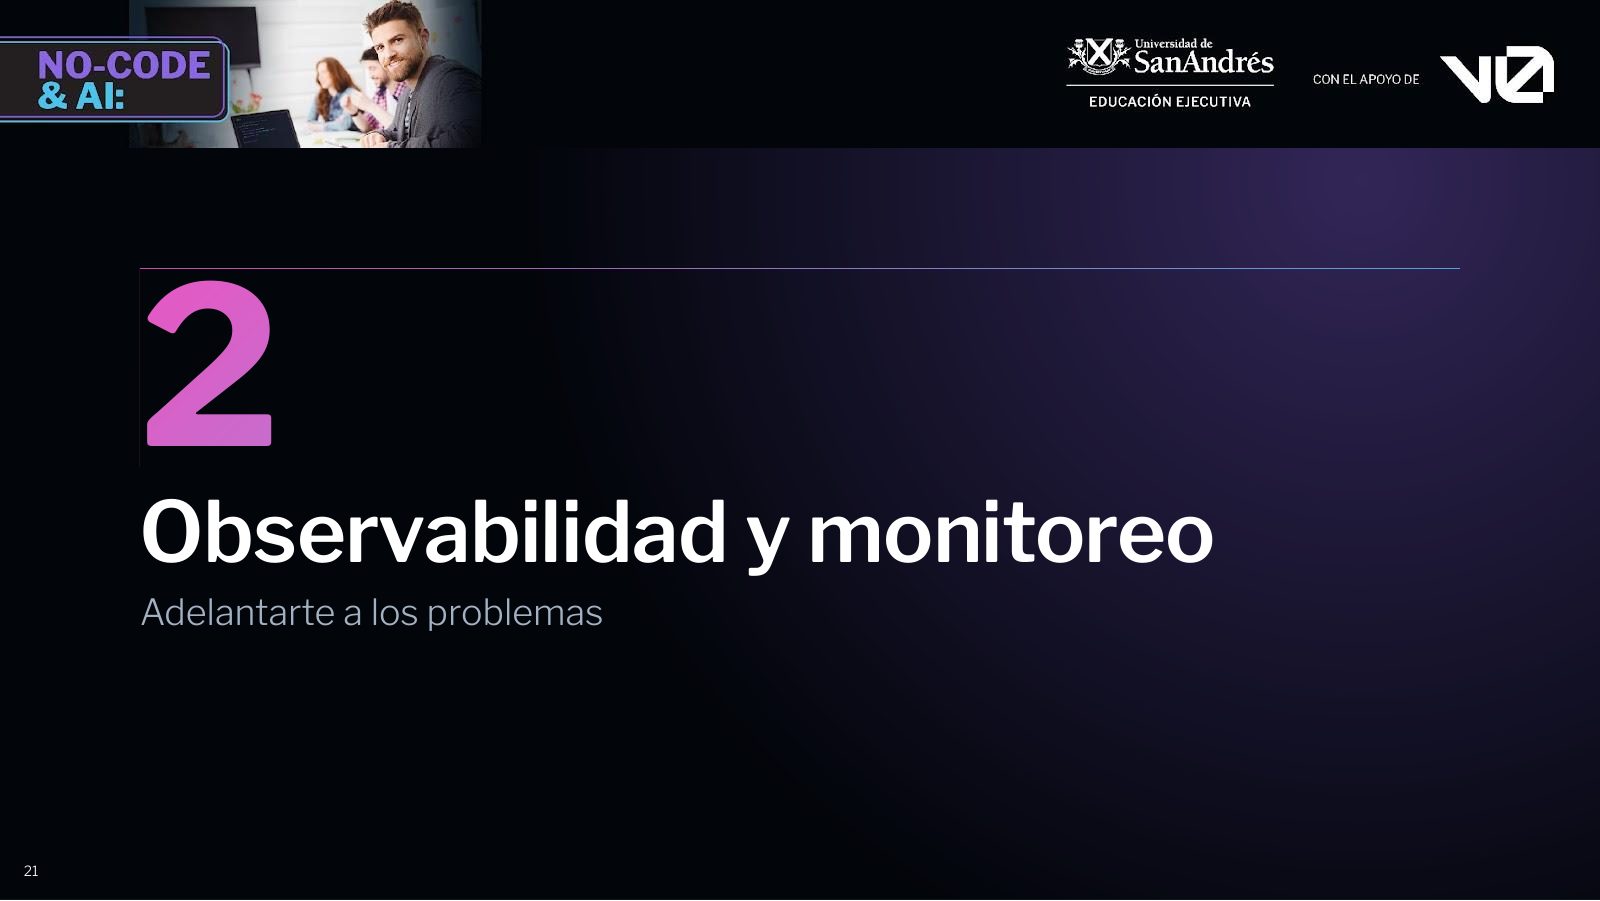 NO-CODE
& AI:
Universidad de
SanAndrés
EDUCACIÓN EJECUTIVA
CON EL APOYO DE
2
Observabilidad y monitoreo
Adelantarte a los problemas
21